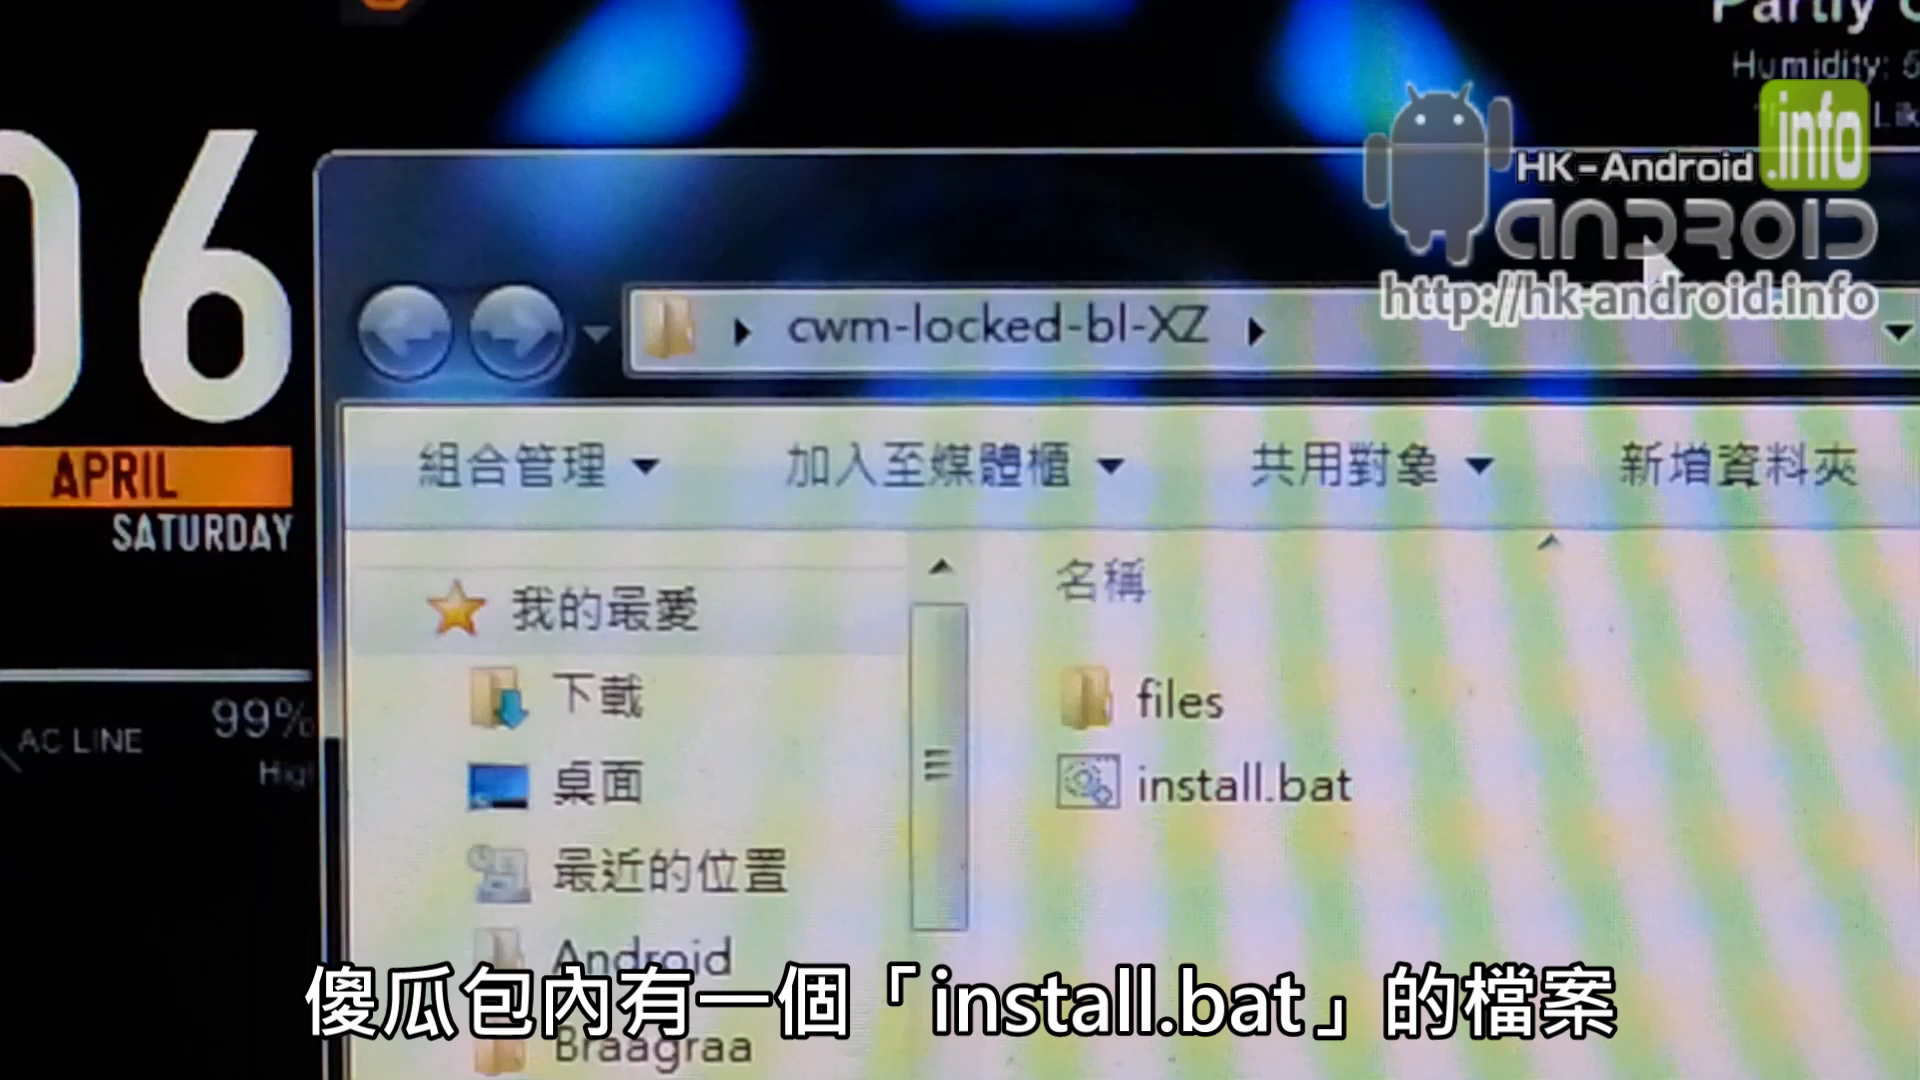 Partly
Humidity: 5
.info
HK-Android
ANDROID
http://hk-android.info
06
APRIL
SATURDAY
AC LINE
99%
cwm-locked-bl-XZ
組合管理
加入至媒體櫃
共用對象
新增資料夾
我的最愛
下載
桌面
最近的位置
Android
Braagraa
名稱
files
install.bat
傻瓜包內有一個「install.bat」的檔案